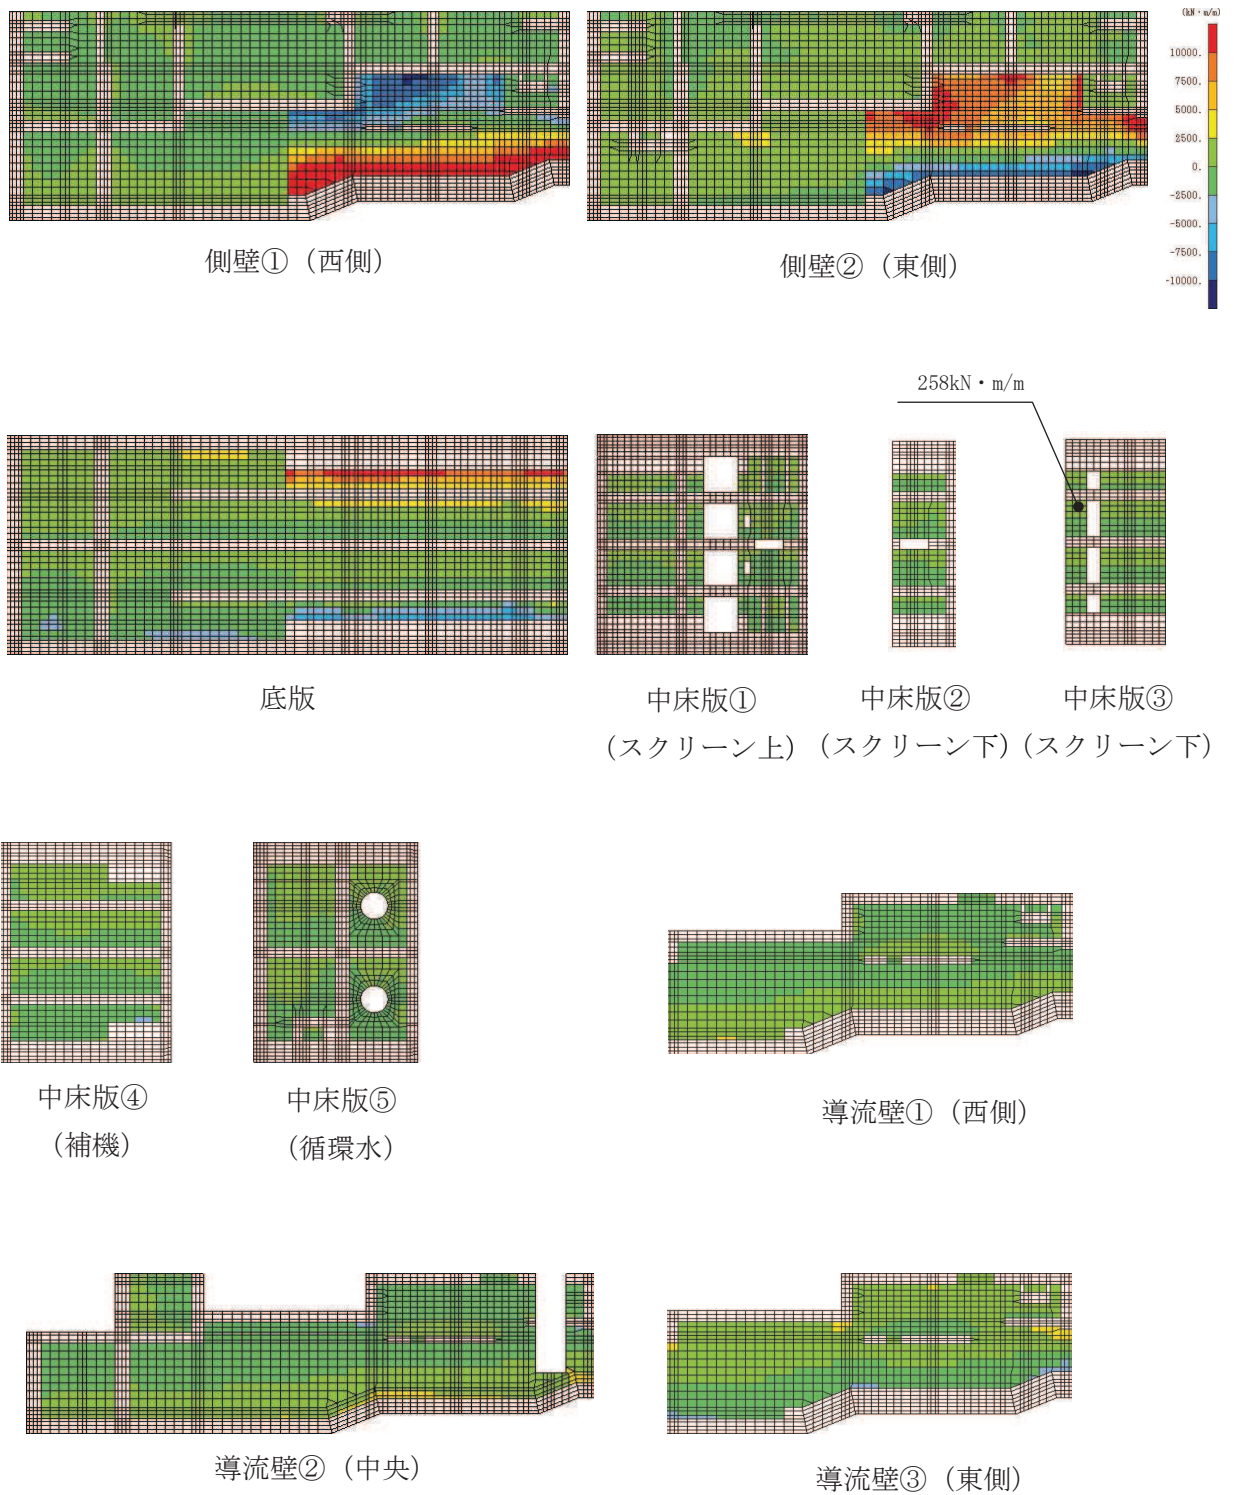 (kN・m/m)
10000.
7500.
5000.
2500.
0.
-2500.
-5000.
-7500.
-10000.
側壁①（西側）
側壁②（東側）
258kN・m/m
底版
中床版①
（スクリーン上）
中床版②
（スクリーン下）
中床版③
（スクリーン下）
中床版④
（補機）
中床版⑤
（循環水）
導流壁①（西側）
導流壁②（中央）
導流壁③（東側）